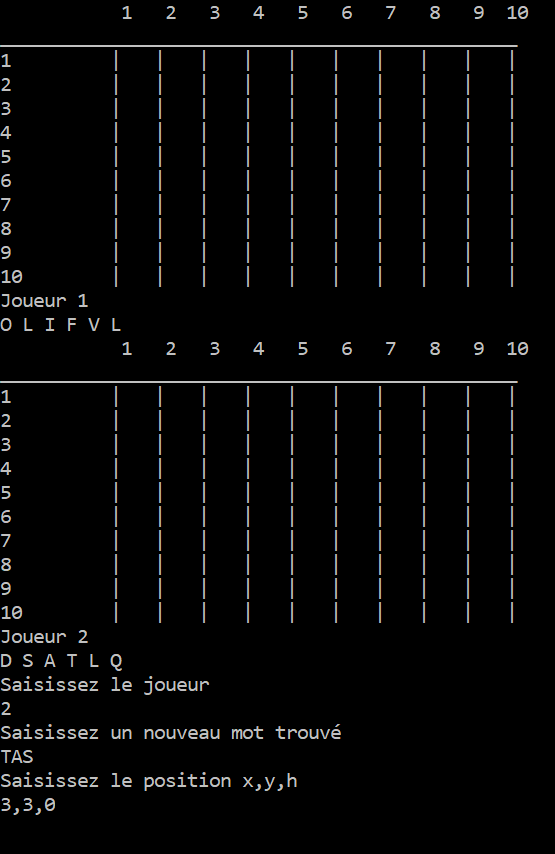 1 2 3 4 5 6 7 8 9 10
1 | | | | | | | | | |
2 | | | | | | | | | |
3 | | | | | | | | | |
4 | | | | | | | | | |
5 | | | | | | | | | |
6 | | | | | | | | | |
7 | | | | | | | | | |
8 | | | | | | | | | |
9 | | | | | | | | | |
10 | | | | | | | | | |
Joueur 1
O L I F V L
1 2 3 4 5 6 7 8 9 10
1 | | | | | | | | | |
2 | | | | | | | | | |
3 | | | | | | | | | |
4 | | | | | | | | | |
5 | | | | | | | | | |
6 | | | | | | | | | |
7 | | | | | | | | | |
8 | | | | | | | | | |
9 | | | | | | | | | |
10 | | | | | | | | | |
Joueur 2
D S A T L Q
Saisissez le joueur
2
Saisissez un nouveau mot trouvé
TAS
Saisissez le position x,y,h
3,3,0